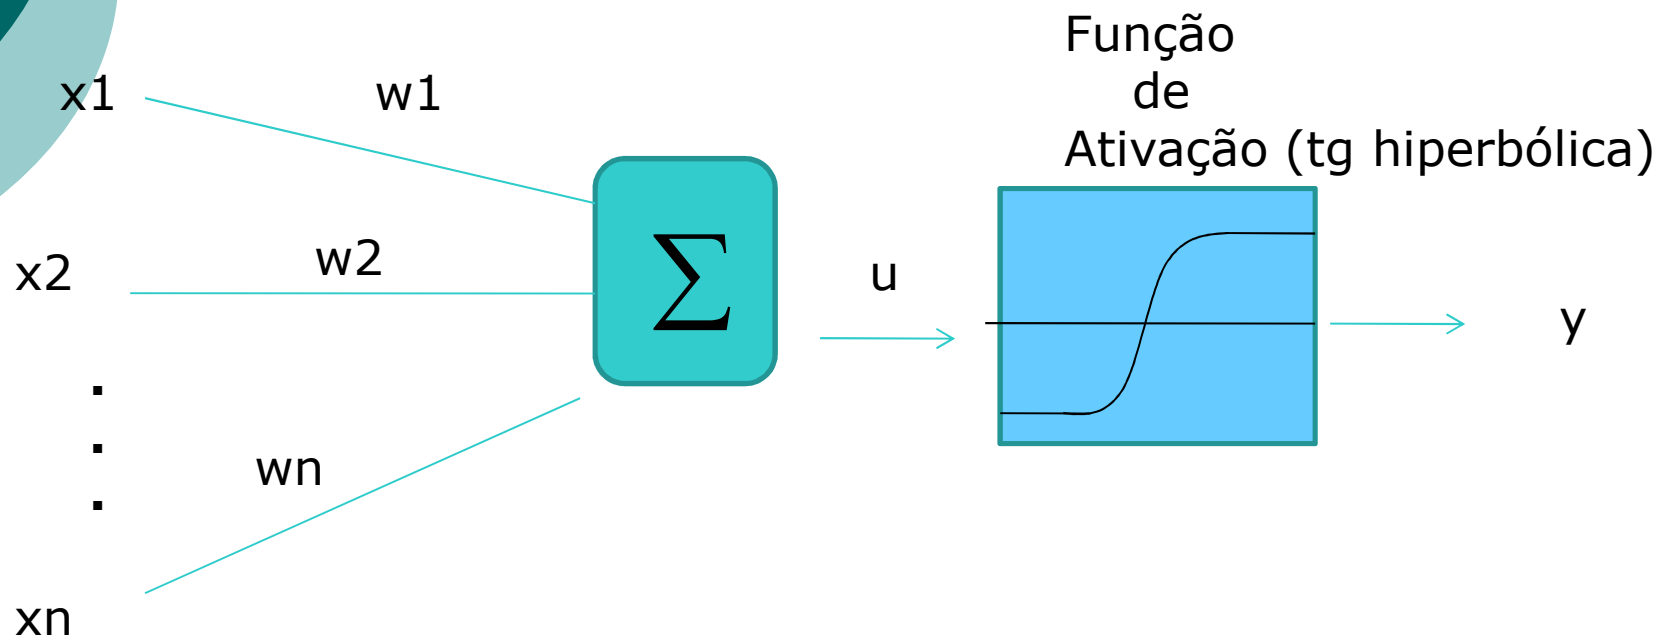 Função
de
Ativação (tg hiperbólica)
x1
w1
x2
w2
Σ
u
y
.
.
.
wn
xn